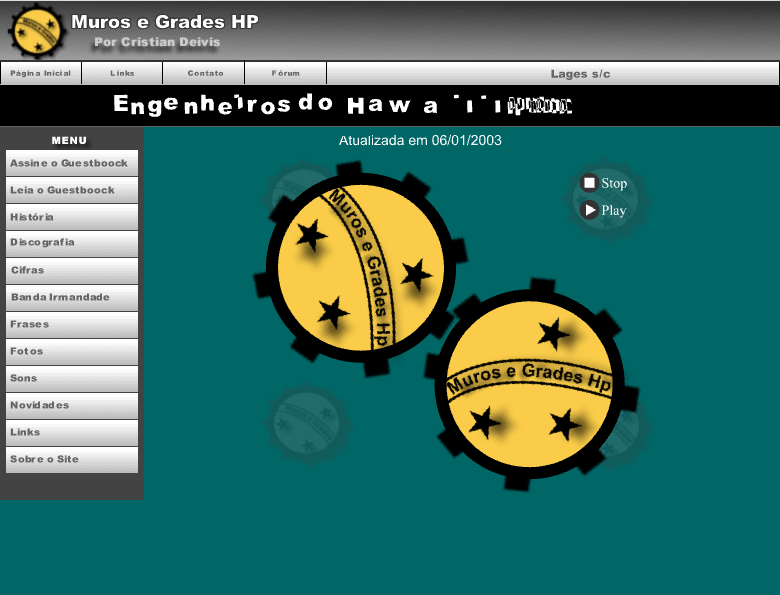 Muros e Grades HP
Por Cristian Deivis
Página Inicial
Links
Contato
Fórum
Lages s/c
Engenheiros do Hawaii
Atualizada em 06/01/2003
MENU
Assine o Guestboock
Leia o Guestboock
História
Discografia
Cifras
Banda Irmandade
Frases
Fotos
Sons
Novidades
Links
Sobre o Site
Stop
Play
Muros e Grades Hp
Muros e Grades Hp